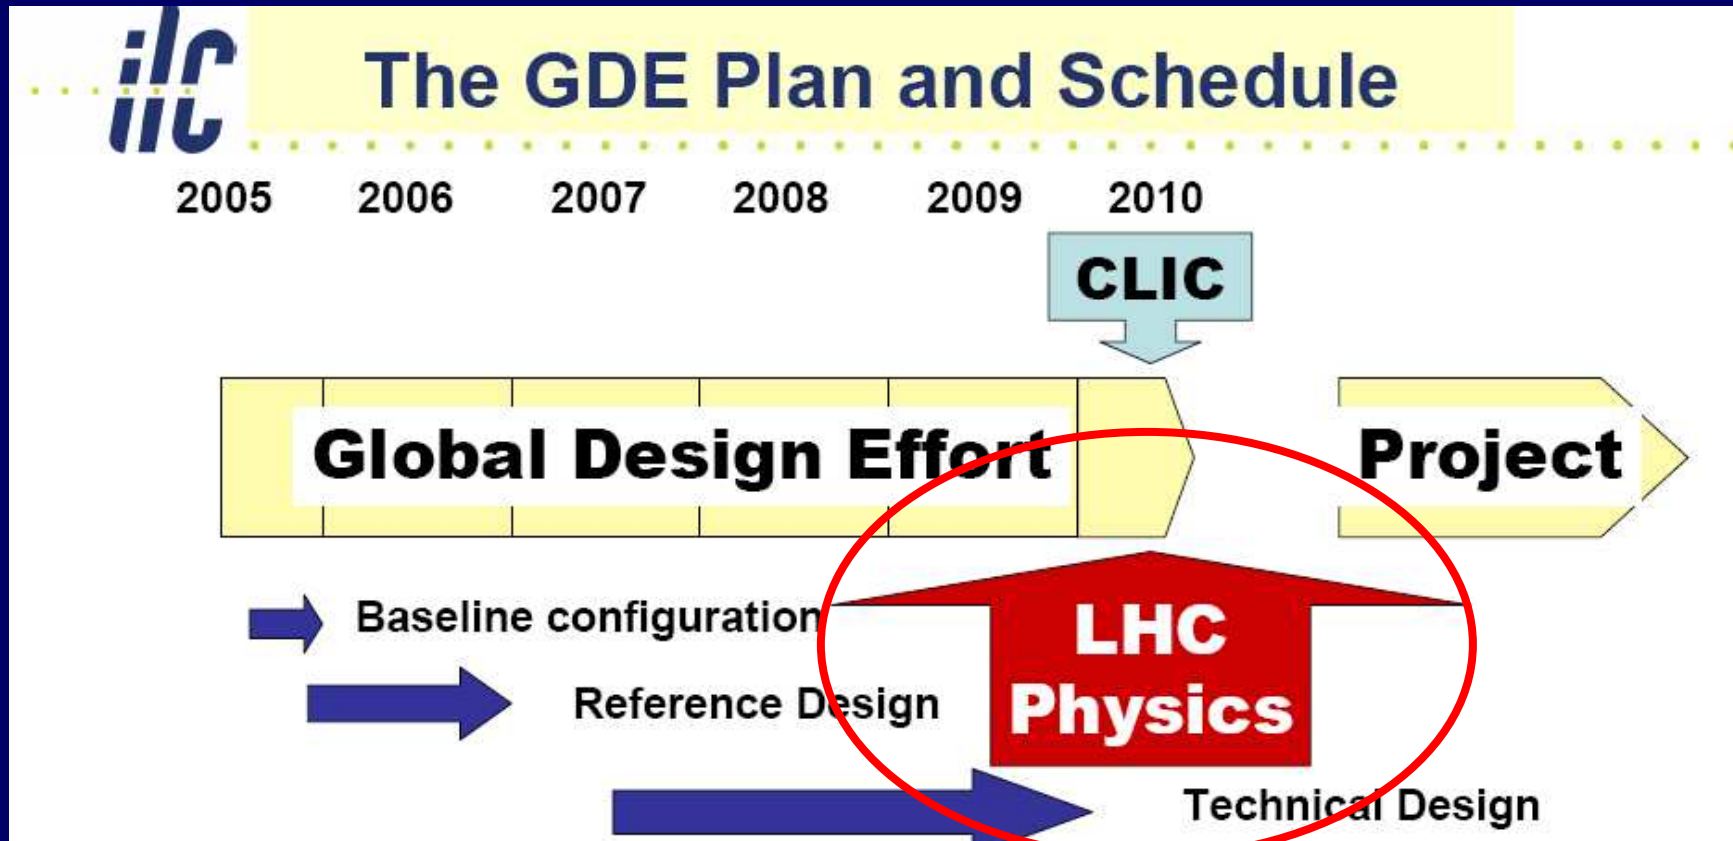 ilc
The GDE Plan and Schedule
2005 2006 2007 2008 2009 2010
CLIC
Global Design Effort
Project
Baseline configuration
LHC
Physics
Reference Design
Technical Design